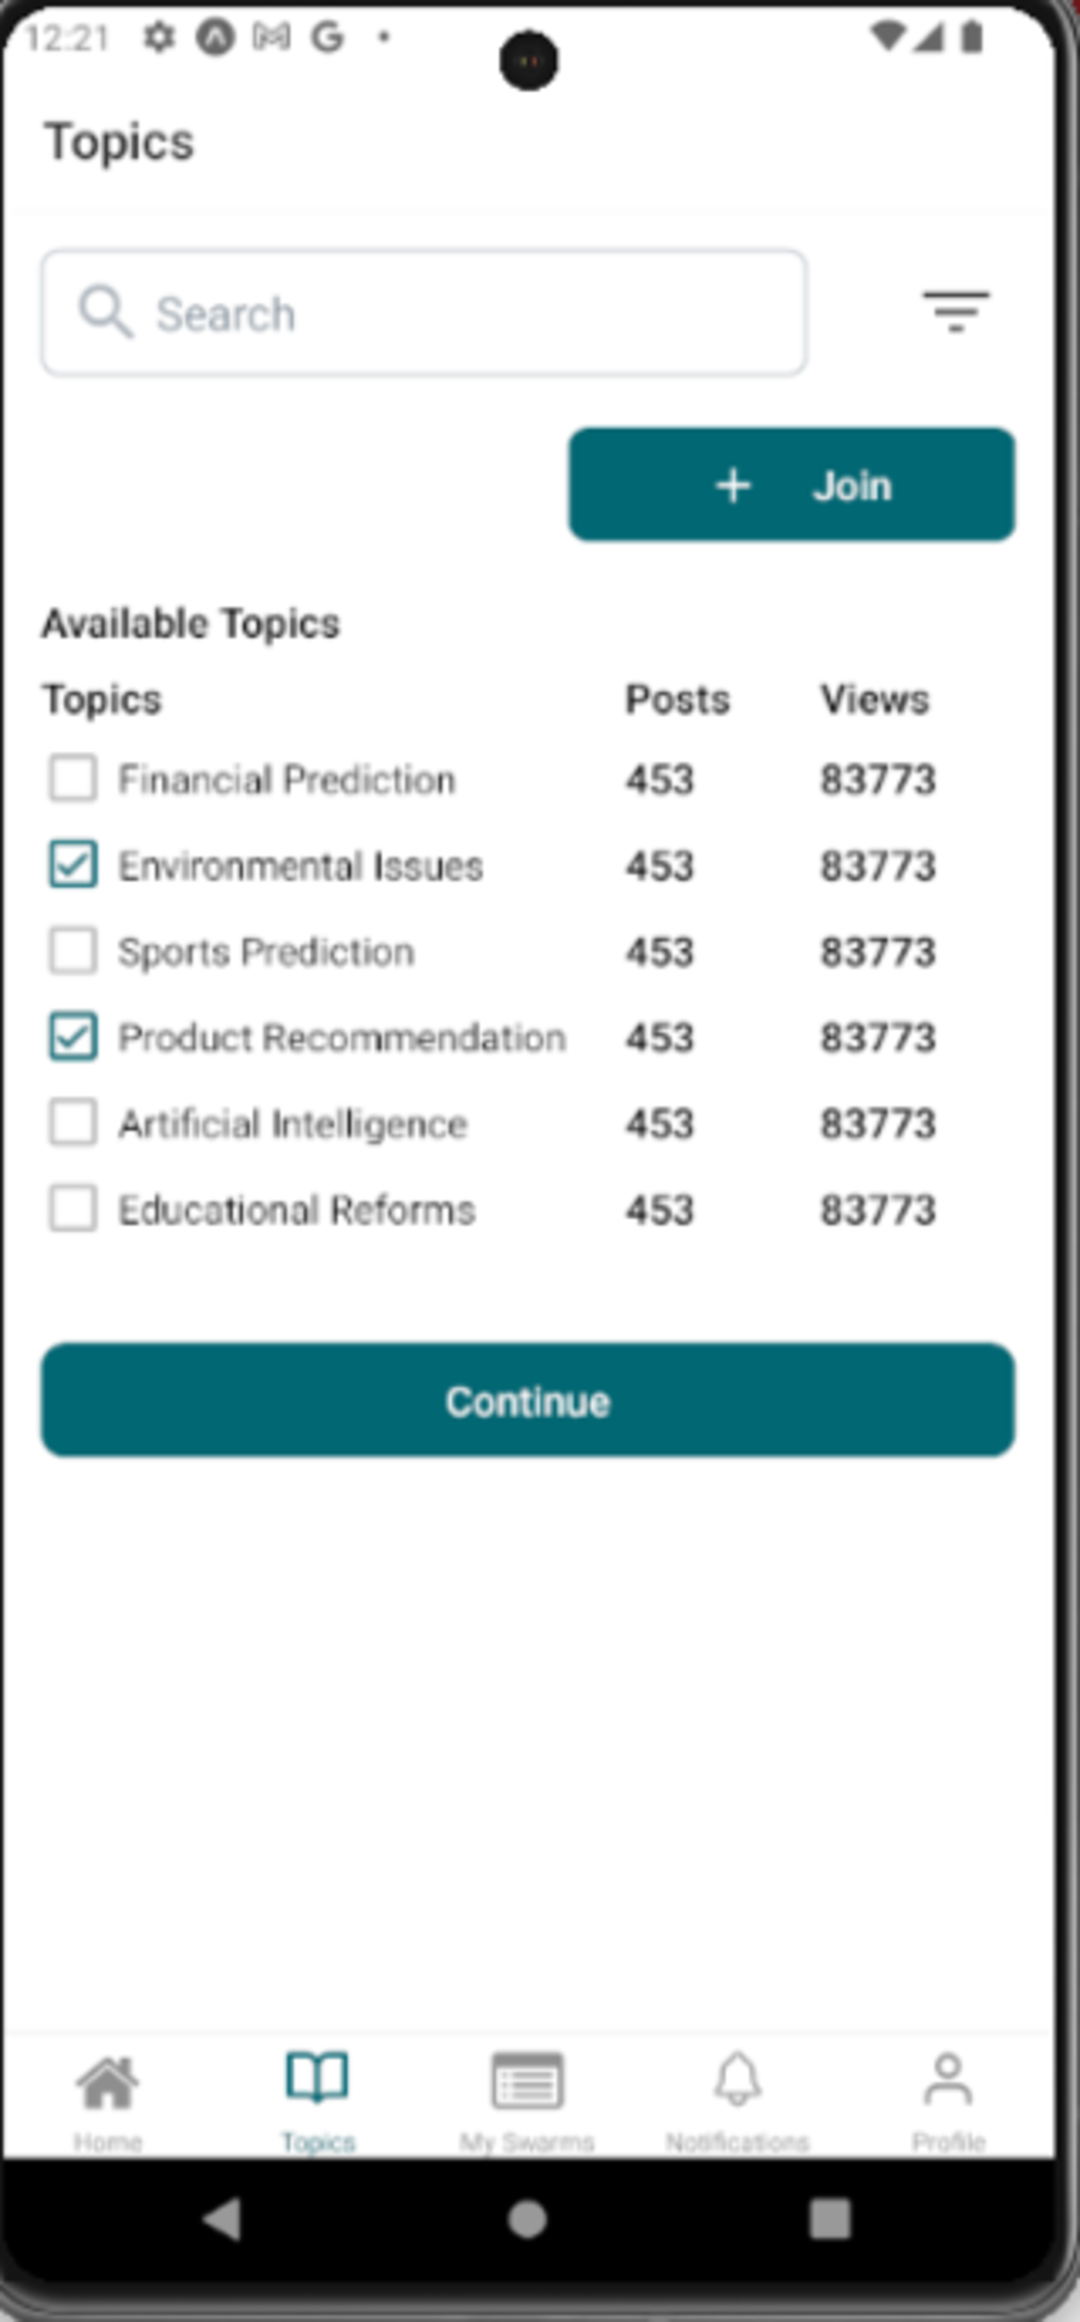 12:21
Topics
Search
+ Join
Available Topics
Topics Posts Views
Financial Prediction 453 83773
Environmental Issues 453 83773
Sports Prediction 453 83773
Product Recommendation 453 83773
Artificial Intelligence 453 83773
Educational Reforms 453 83773
Continue
Home Topics My Swarms Notifications Profile